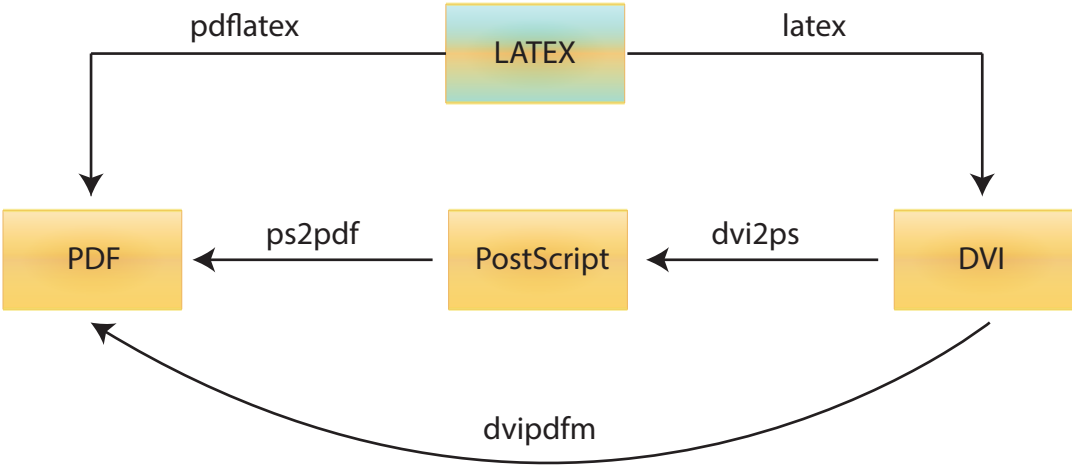 pdflatex
LATEX
latex
PDF
ps2pdf
PostScript
dvi2ps
DVI
dvipdfm